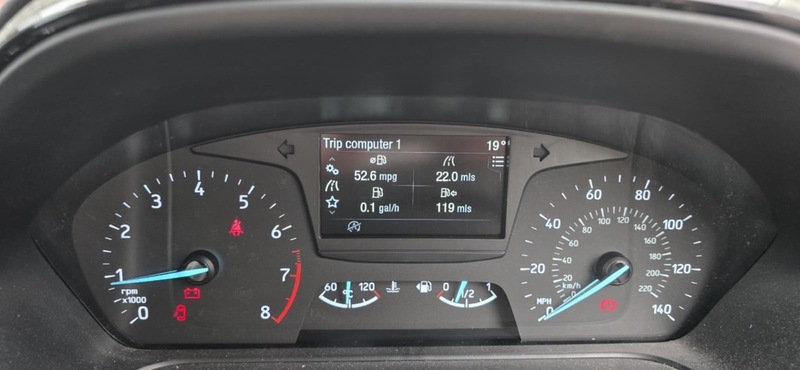 Trip computer 1 19°
52.6 mpg 22.0 mls
0.1 gal/h 119 mls
0 1 2 3 4 5 6 7 8
rpm
x1000
60 °C 120
0 1/2 1
0 20 40 60 80 100 120 140
MPH
0 20 40 60 80 100 120 140 160 180 200 220
km/h